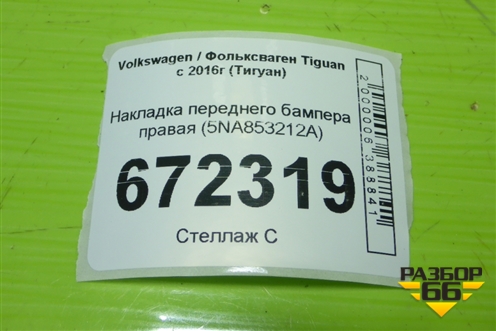 Volkswagen / Фольксваген Tiguan
с 2016г (Тигуан)
Накладка переднего бампера
правая (5NA853212A)
672319
Стеллаж С
2000006388841
РАЗБОР
66